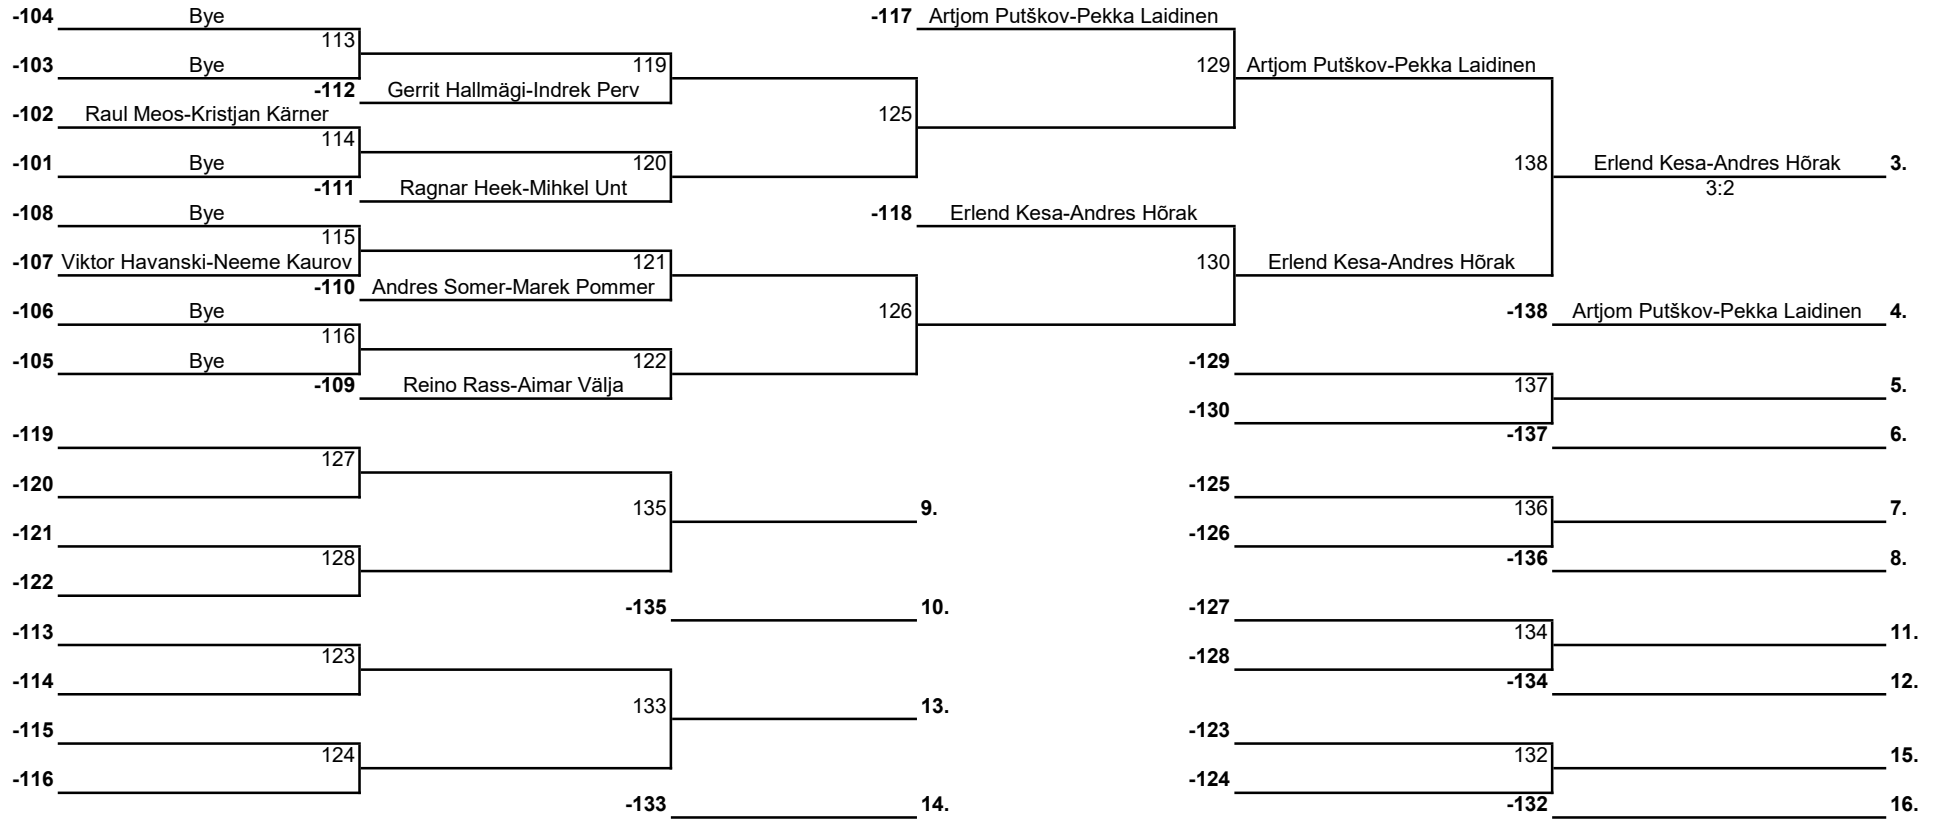 -104 Bye -117 Artjom Putškov-Pekka Laidinen
113
-103 Bye 119 129 Artjom Putškov-Pekka Laidinen
-112 Gerrit Hallmägi-Indrek Perv
-102 Raul Meos-Kristjan Kärner 125
114
-101 Bye 120 138 Erlend Kesa-Andres Hõrak 3.
-111 Ragnar Heek-Mihkel Unt 3:2
-108 Bye -118 Erlend Kesa-Andres Hõrak
115
-107 Viktor Havanski-Neeme Kaurov 121 130 Erlend Kesa-Andres Hõrak
-110 Andres Somer-Marek Pommer
-106 Bye 126 -138 Artjom Putškov-Pekka Laidinen 4.
116
-105 Bye 122 -129
-109 Reino Rass-Aimar Välja 137 5.
-130
-119 -137 6.
127
-120 -125
135 9. 136 7.
-121 -126
128 -136 8.
-122
-135 10. -127
-113 134 11.
123 -128
-114 -134 12.
133 13.
-115 -123
124 132 15.
-116 -124
-133 14. -132 16.